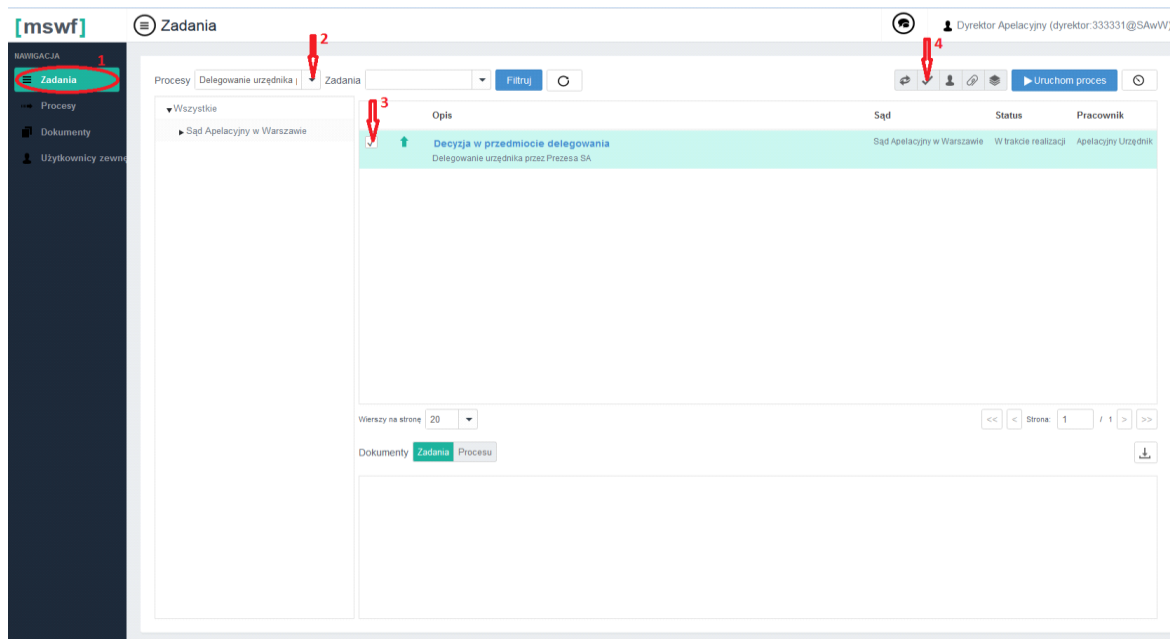 [mswf]
Zadania
Dyrektor Apelacyjny (dyrektor:333331@SAwW)
NAWIGACJA
1
2
4
Zadania
Procesy
Dokumenty
Użytkownicy zewnę
Procesy Delegowanie urzędnika Zadania Filtruj Uruchom proces
Wszystkie
Sąd Apelacyjny w Warszawie
3
Opis Sąd Status Pracownik
Decyzja w przedmiocie delegowania Sąd Apelacyjny w Warszawie W trakcie realizacji Apelacyjny Urzędnik
Delegowanie urzędnika przez Prezesa SA
Wierszy na stronę 20 << < Strona: 1 / 1 > >>
Dokumenty Zadania Procesu